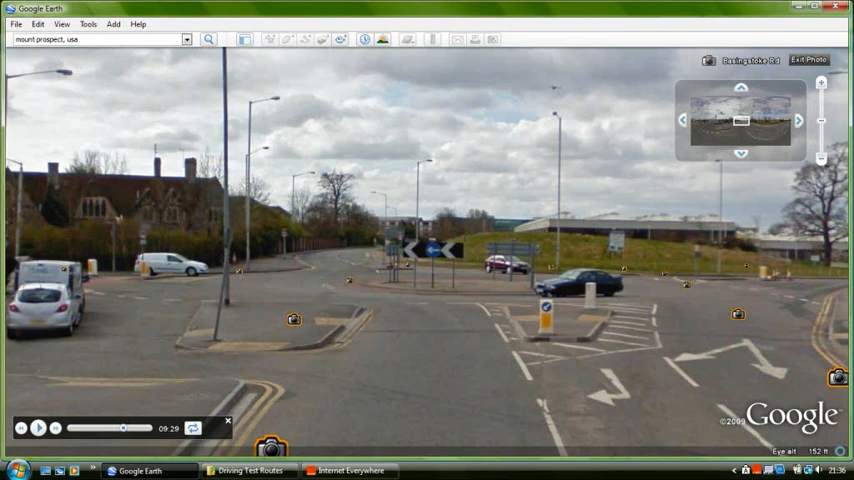 Google Earth
File Edit View Tools Add Help
mount prospect, usa
Basingstoke Rd
Exit Photo
09:29
©2009 Google
Eye alt 152 ft
Google Earth
Driving Test Routes
Internet Everywhere
21:36